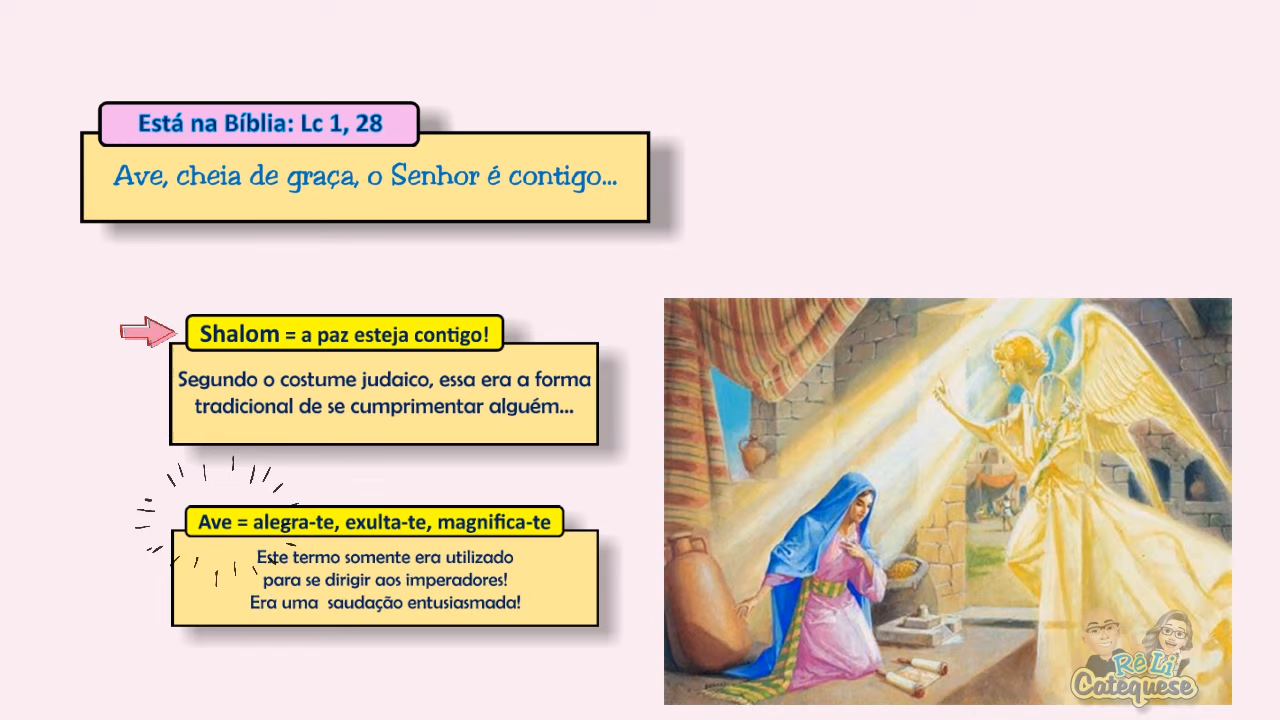 Está na Bíblia: Lc 1, 28
Ave, cheia de graça, o Senhor é contigo...
Shalom = a paz esteja contigo!
Segundo o costume judaico, essa era a forma
tradicional de se cumprimentar alguém...
Ave = alegra-te, exulta-te, magnifica-te
Este termo somente era utilizado
para se dirigir aos imperadores!
Era uma saudação entusiasmada!
Rê Li
Catequese